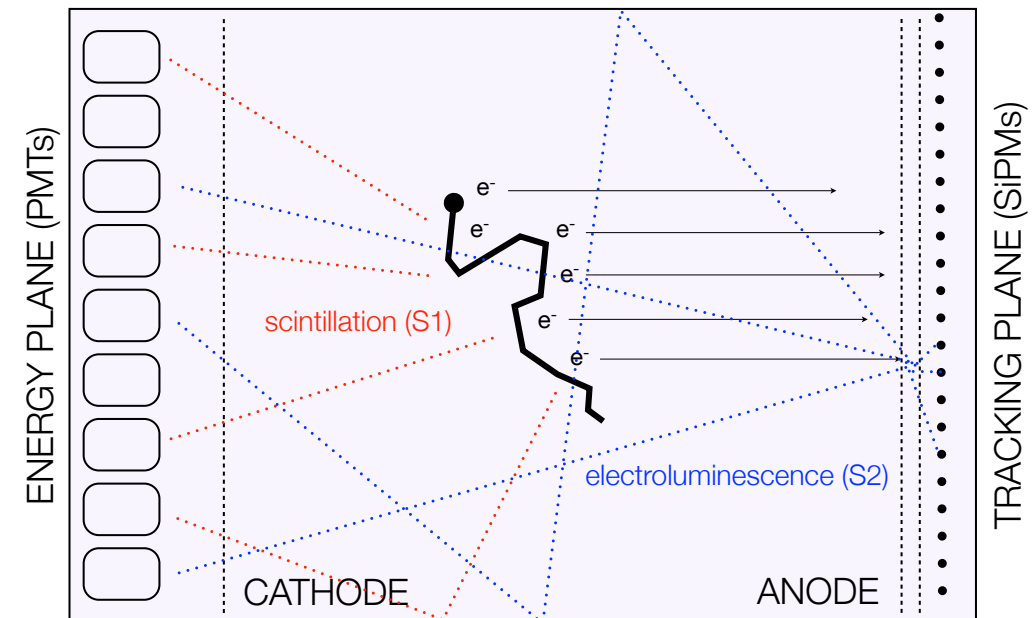 ENERGY PLANE (PMTs)
e-
e-
e-
e-
scintillation (S1)
e-
e-
electroluminescence (S2)
CATHODE
ANODE
TRACKING PLANE (SiPMs)